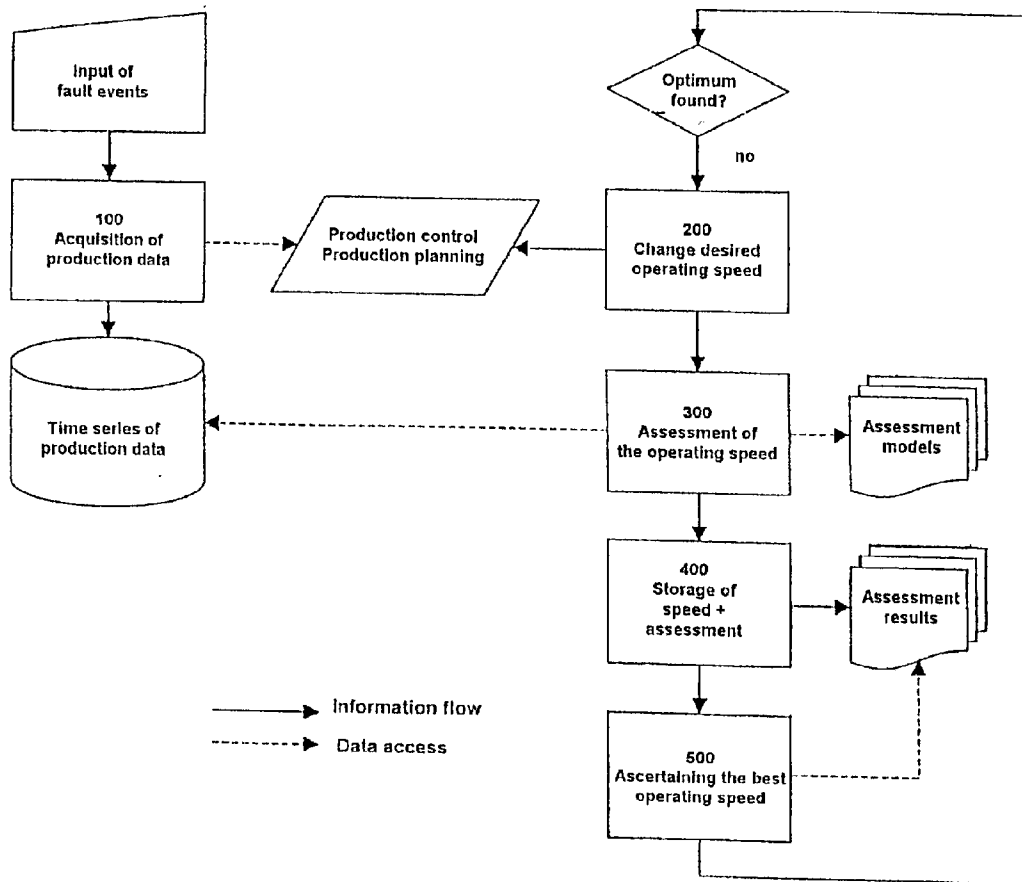 Input of
fault events
100
Acquisition of
production data
Time series of
production data
Production control
Production planning
Optimum
found?
no
200
Change desired
operating speed
300
Assessment of
the operating speed
Assessment
models
400
Storage of
speed +
assessment
Assessment
results
500
Ascertaining the best
operating speed
Information flow
Data access